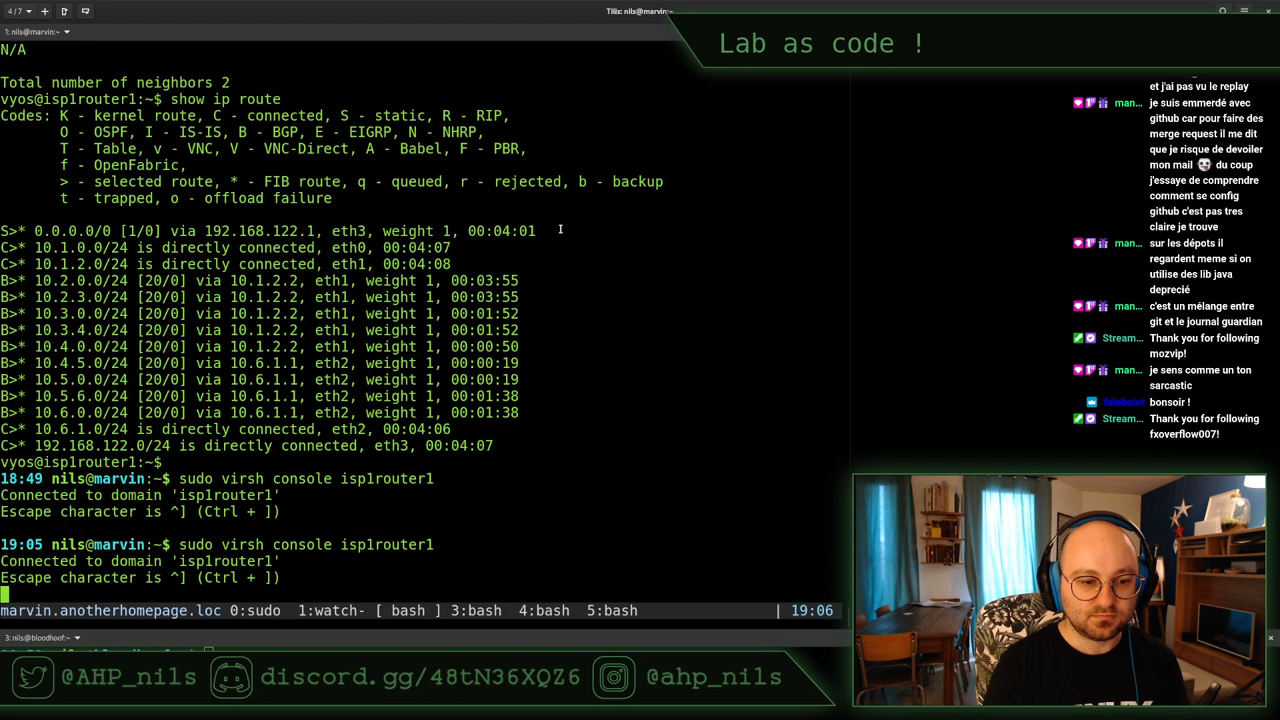 4/7
Tilix: nils@marvin:~
1: nils@marvin:~
Lab as code !
N/A
Total number of neighbors 2
vyos@isp1router1:~$ show ip route
Codes: K - kernel route, C - connected, S - static, R - RIP,
O - OSPF, I - IS-IS, B - BGP, E - EIGRP, N - NHRP,
T - Table, v - VNC, V - VNC-Direct, A - Babel, F - PBR,
f - OpenFabric,
> - selected route, * - FIB route, q - queued, r - rejected, b - backup
t - trapped, o - offload failure
S>* 0.0.0.0/0 [1/0] via 192.168.122.1, eth3, weight 1, 00:04:01
C>* 10.1.0.0/24 is directly connected, eth0, 00:04:07
C>* 10.1.2.0/24 is directly connected, eth1, 00:04:08
B>* 10.2.0.0/24 [20/0] via 10.1.2.2, eth1, weight 1, 00:03:55
B>* 10.2.3.0/24 [20/0] via 10.1.2.2, eth1, weight 1, 00:03:55
B>* 10.3.0.0/24 [20/0] via 10.1.2.2, eth1, weight 1, 00:01:52
B>* 10.3.4.0/24 [20/0] via 10.1.2.2, eth1, weight 1, 00:01:52
B>* 10.4.0.0/24 [20/0] via 10.1.2.2, eth1, weight 1, 00:00:50
B>* 10.4.5.0/24 [20/0] via 10.6.1.1, eth2, weight 1, 00:00:19
B>* 10.5.0.0/24 [20/0] via 10.6.1.1, eth2, weight 1, 00:00:19
B>* 10.5.6.0/24 [20/0] via 10.6.1.1, eth2, weight 1, 00:01:38
B>* 10.6.0.0/24 [20/0] via 10.6.1.1, eth2, weight 1, 00:01:38
C>* 10.6.1.0/24 is directly connected, eth2, 00:04:06
C>* 192.168.122.0/24 is directly connected, eth3, 00:04:07
vyos@isp1router1:~$
18:49 nils@marvin:~$ sudo virsh console isp1router1
Connected to domain 'isp1router1'
Escape character is ^] (Ctrl + ])
19:05 nils@marvin:~$ sudo virsh console isp1router1
Connected to domain 'isp1router1'
Escape character is ^] (Ctrl + ])
marvin.anotherhomepage.loc 0:sudo 1:watch- [ bash ] 3:bash 4:bash 5:bash | 19:06
3: nils@bloodhoof:~
et j'ai pas vu le replay
man... je suis emmerdé avec
github car pour faire des
merge request il me dit
que je risque de devoiler
mon mail 💀 du coup
j'essaye de comprendre
comment se config
github c'est pas tres
claire je trouve
man... sur les dépots il
regardent meme si on
utilise des lib java
deprecié
man... c'est un mélange entre
git et le journal guardian
Stream... Thank you for following
mozvip!
man... je sens comme un ton
sarcastic
fxlebulot bonsoir !
Stream... Thank you for following
fxoverflow007!
@AHP_nils discord.gg/48tN36XQZ6 @ahp_nils